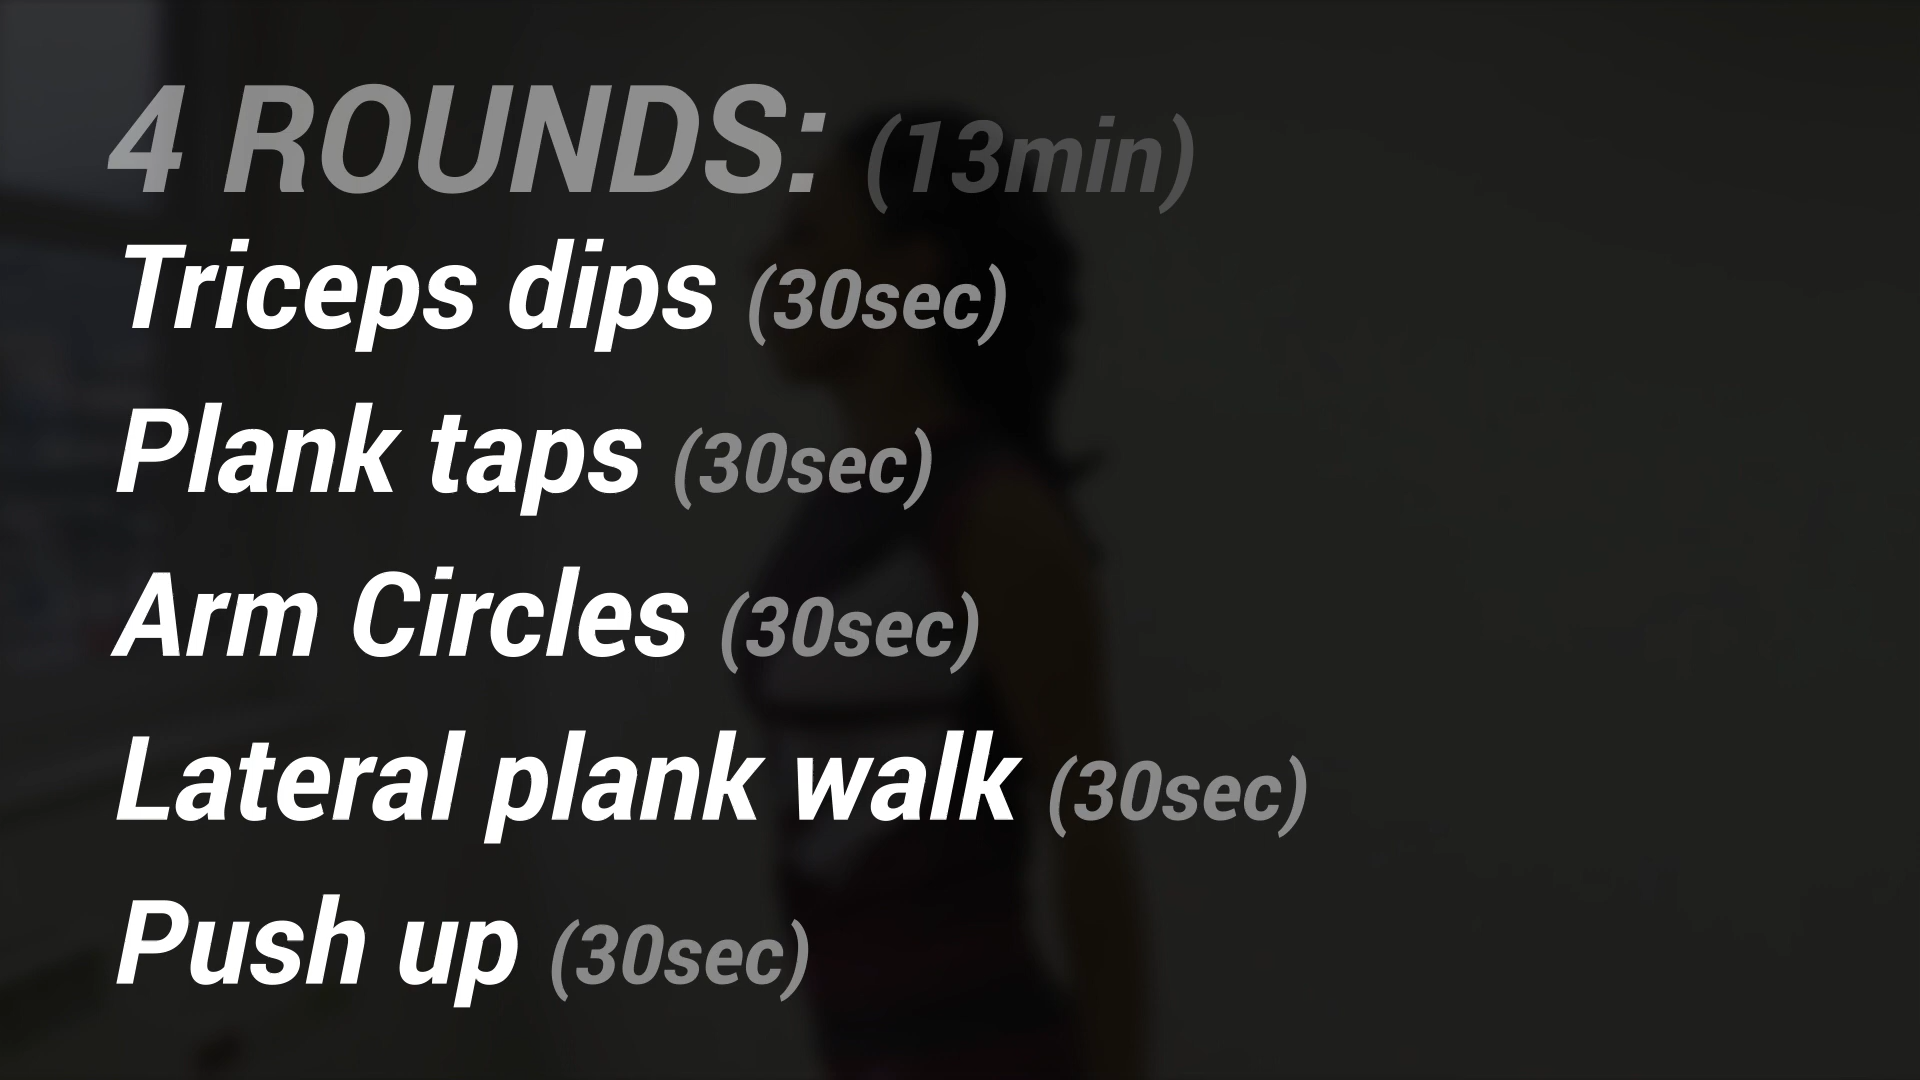 4 ROUNDS: (13min)
Triceps dips (30sec)
Plank taps (30sec)
Arm Circles (30sec)
Lateral plank walk (30sec)
Push up (30sec)